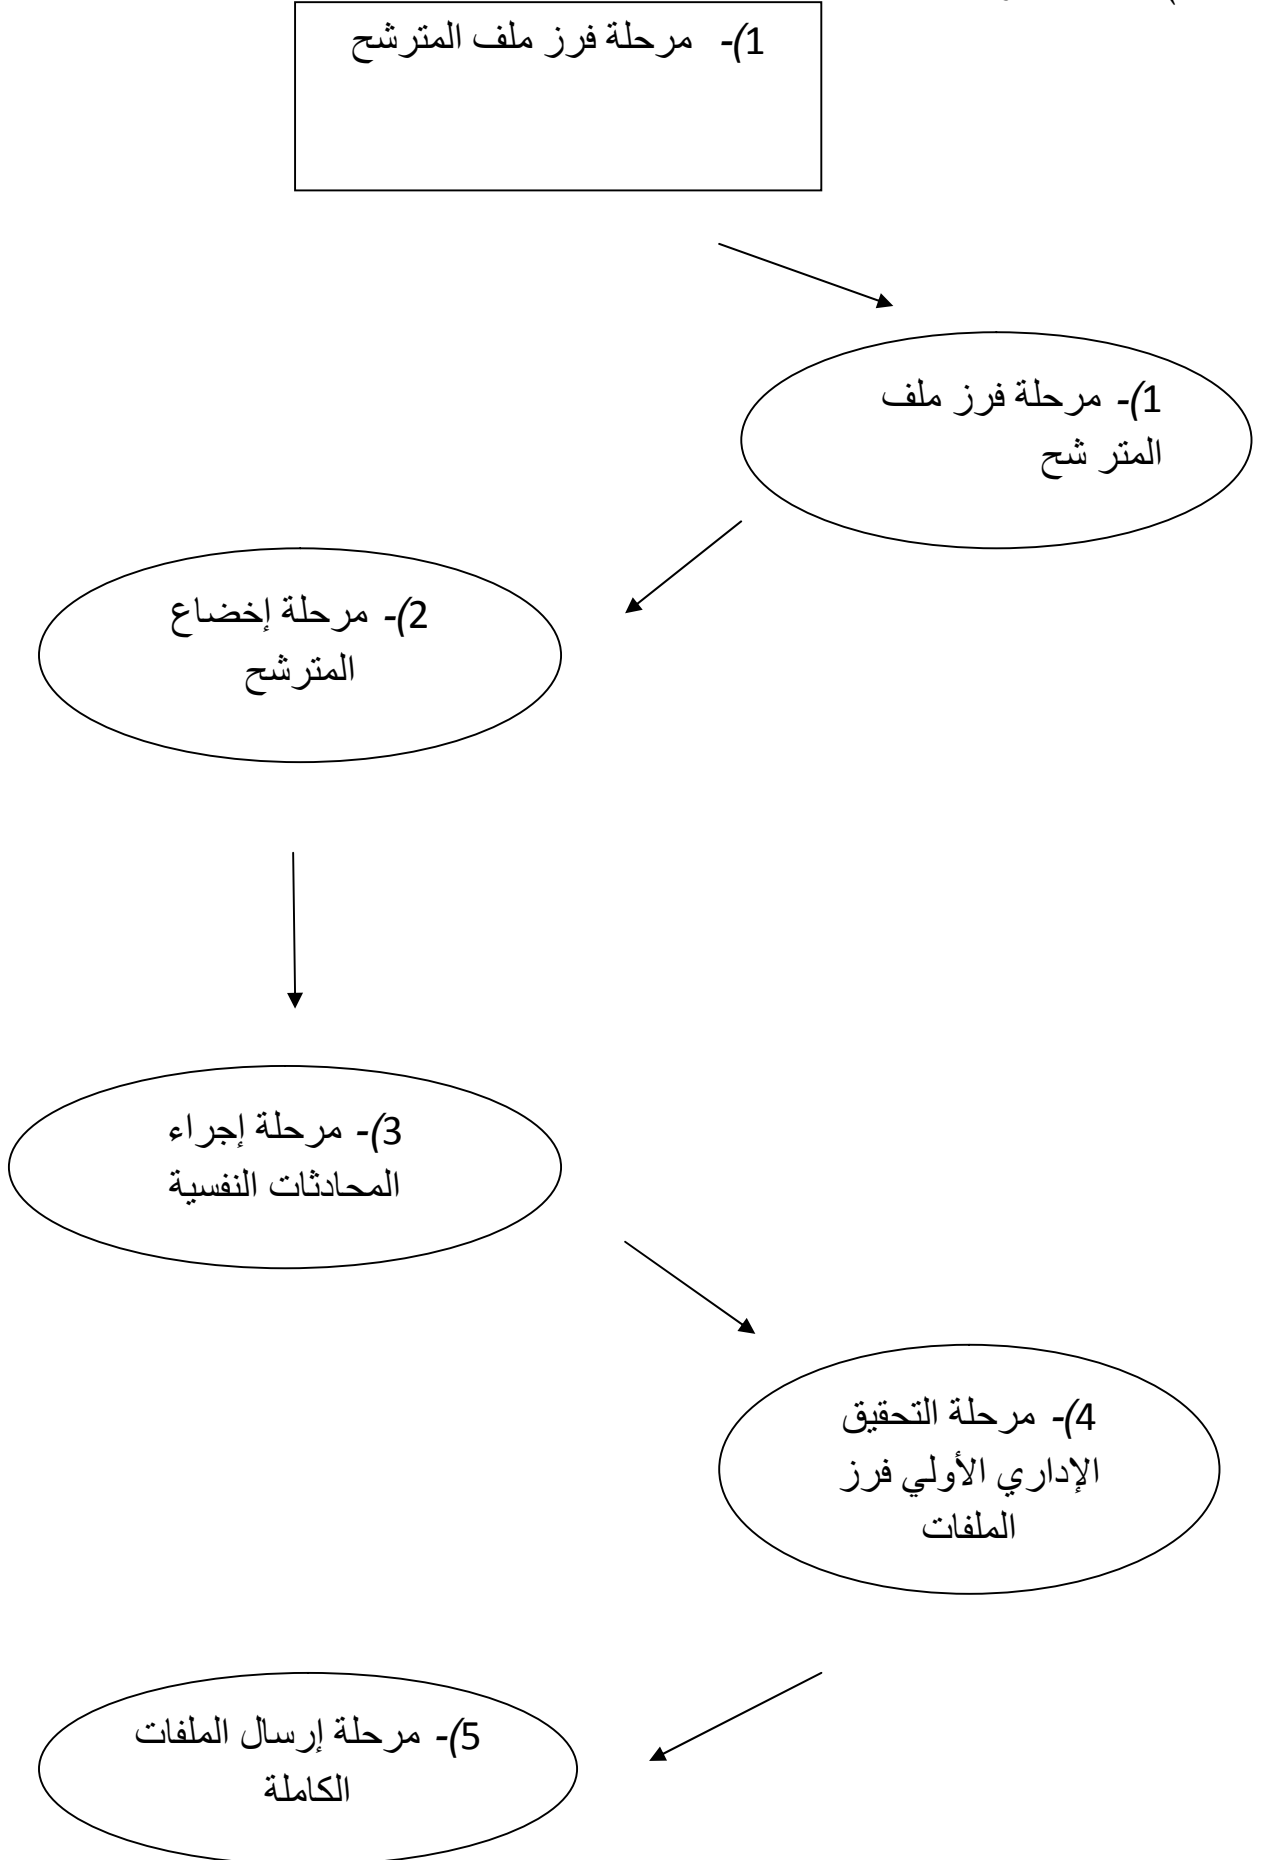 1)- مرحلة فرز ملف المترشح
1)- مرحلة فرز ملف
المتر شح
2)- مرحلة إخضاع
المترشح
3)- مرحلة إجراء
المحادثات النفسية
4)- مرحلة التحقيق
الإداري الأولي فرز
الملفات
5)- مرحلة إرسال الملفات
الكاملة